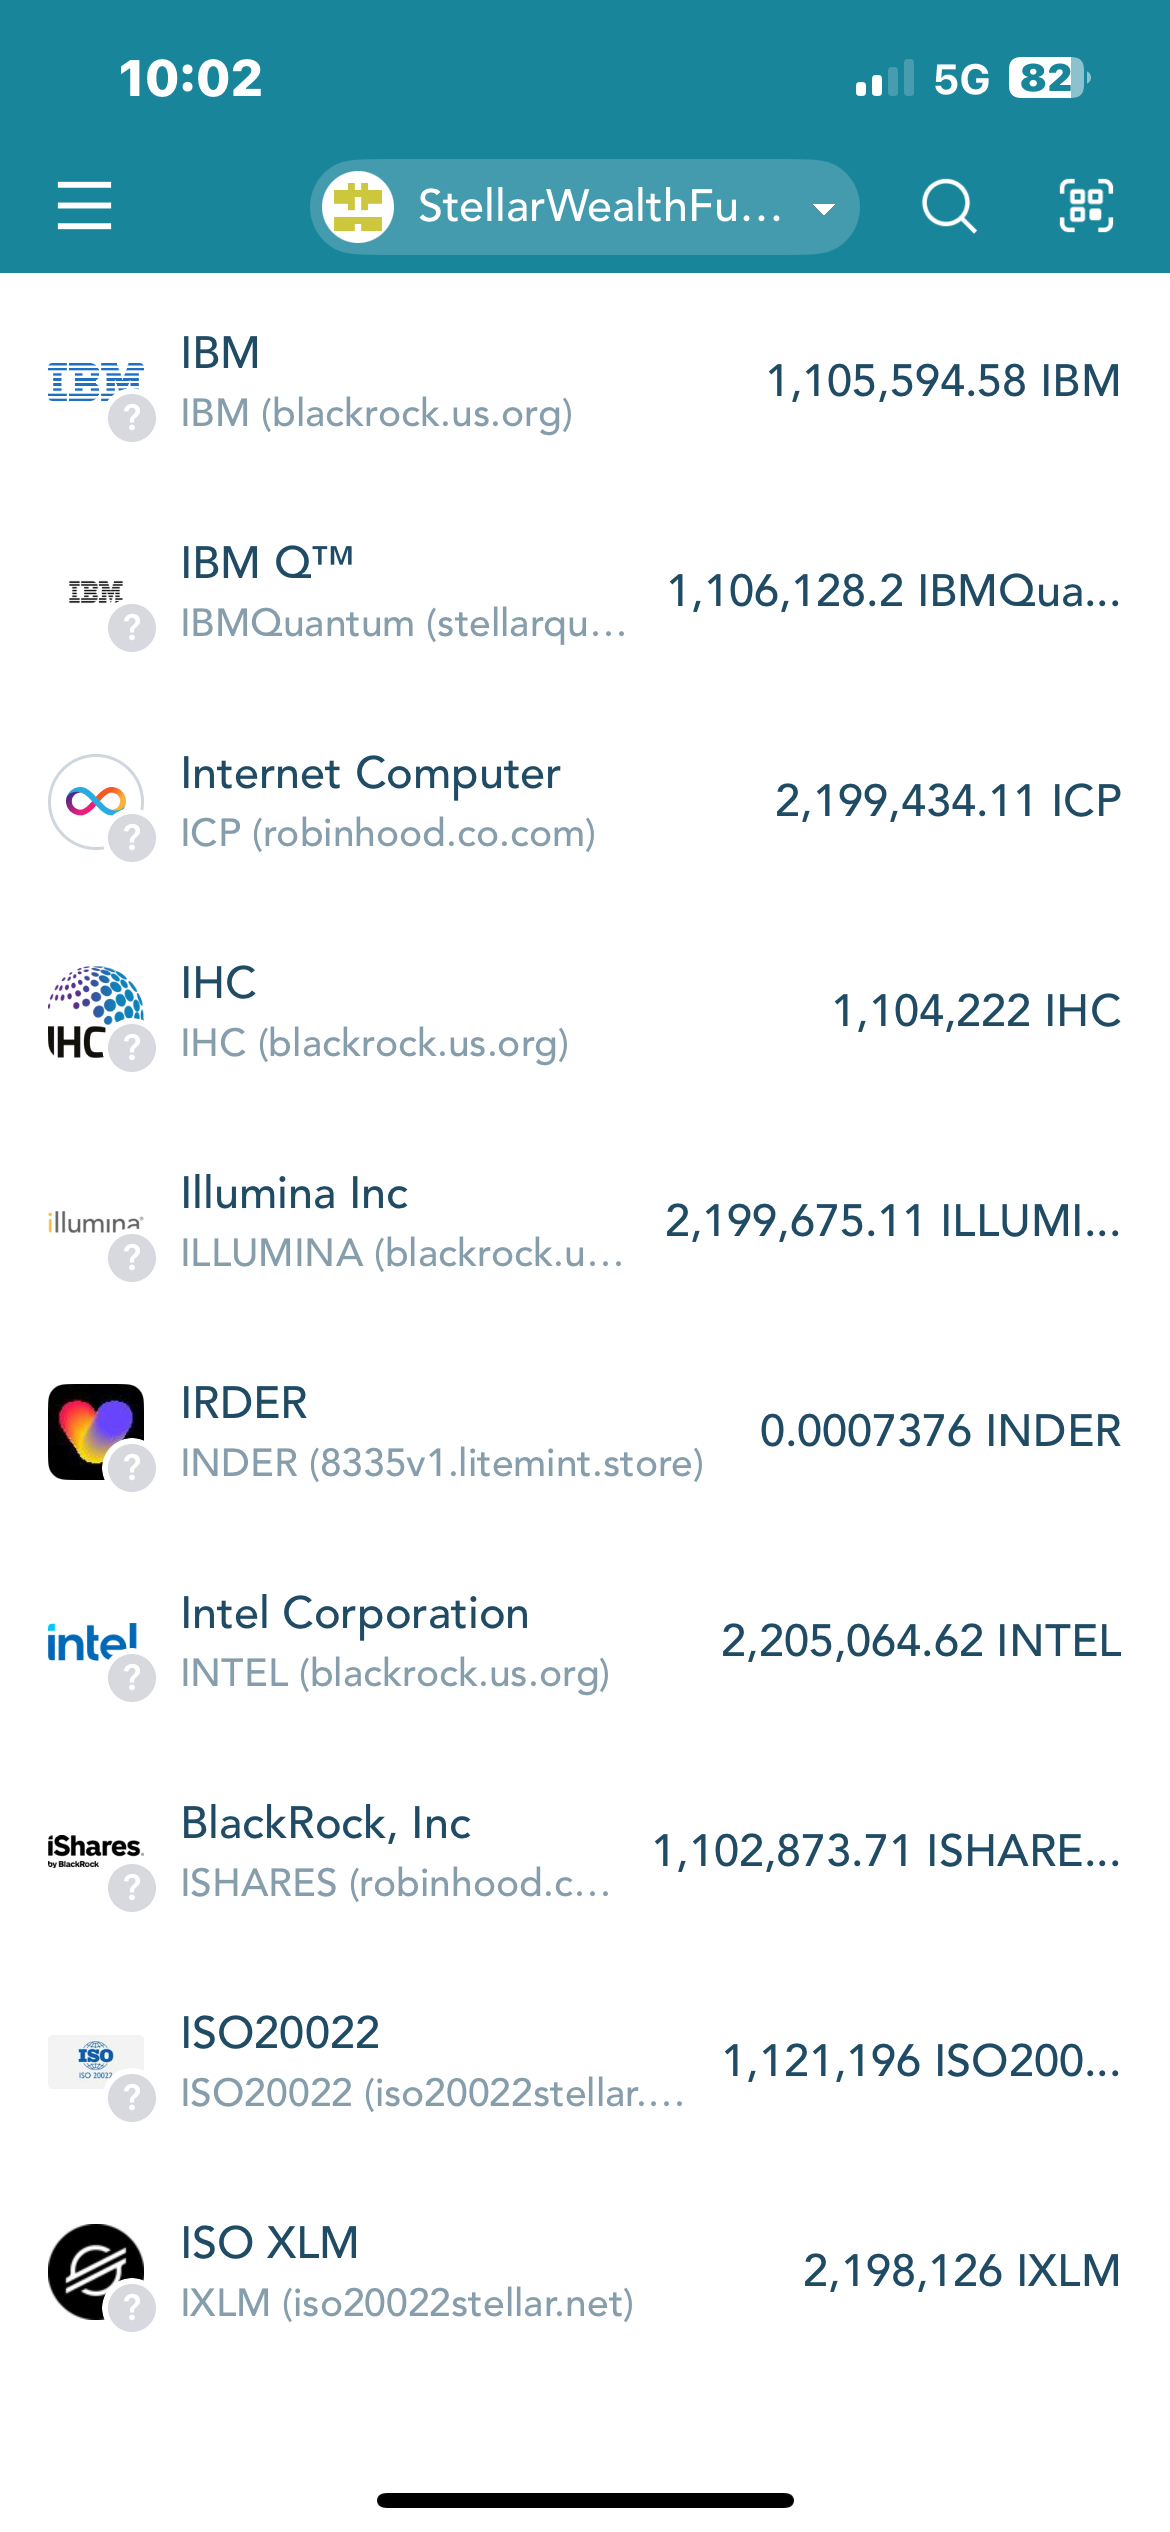 10:02
5G 82
StellarWealthFu...
IBM
IBM
1,105,594.58 IBM
IBM (blackrock.us.org)
?
IBM Q™
IBM
1,106,128.2 IBMQua...
IBMQuantum (stellarqu...
?
Internet Computer
2,199,434.11 ICP
ICP (robinhood.co.com)
?
IHC
1,104,222 IHC
IHC
IHC (blackrock.us.org)
?
Illumina Inc
illumina
2,199,675.11 ILLUMI...
ILLUMINA (blackrock.u...
?
IRDER
0.0007376 INDER
INDER (8335v1.litemint.store)
?
Intel Corporation
intel
2,205,064.62 INTEL
INTEL (blackrock.us.org)
?
BlackRock, Inc
iShares.
by BlackRock
1,102,873.71 ISHARE...
ISHARES (robinhood.c...
?
ISO20022
ISO
ISO 20022
1,121,196 ISO200...
ISO20022 (iso20022stellar....
?
ISO XLM
2,198,126 IXLM
IXLM (iso20022stellar.net)
?